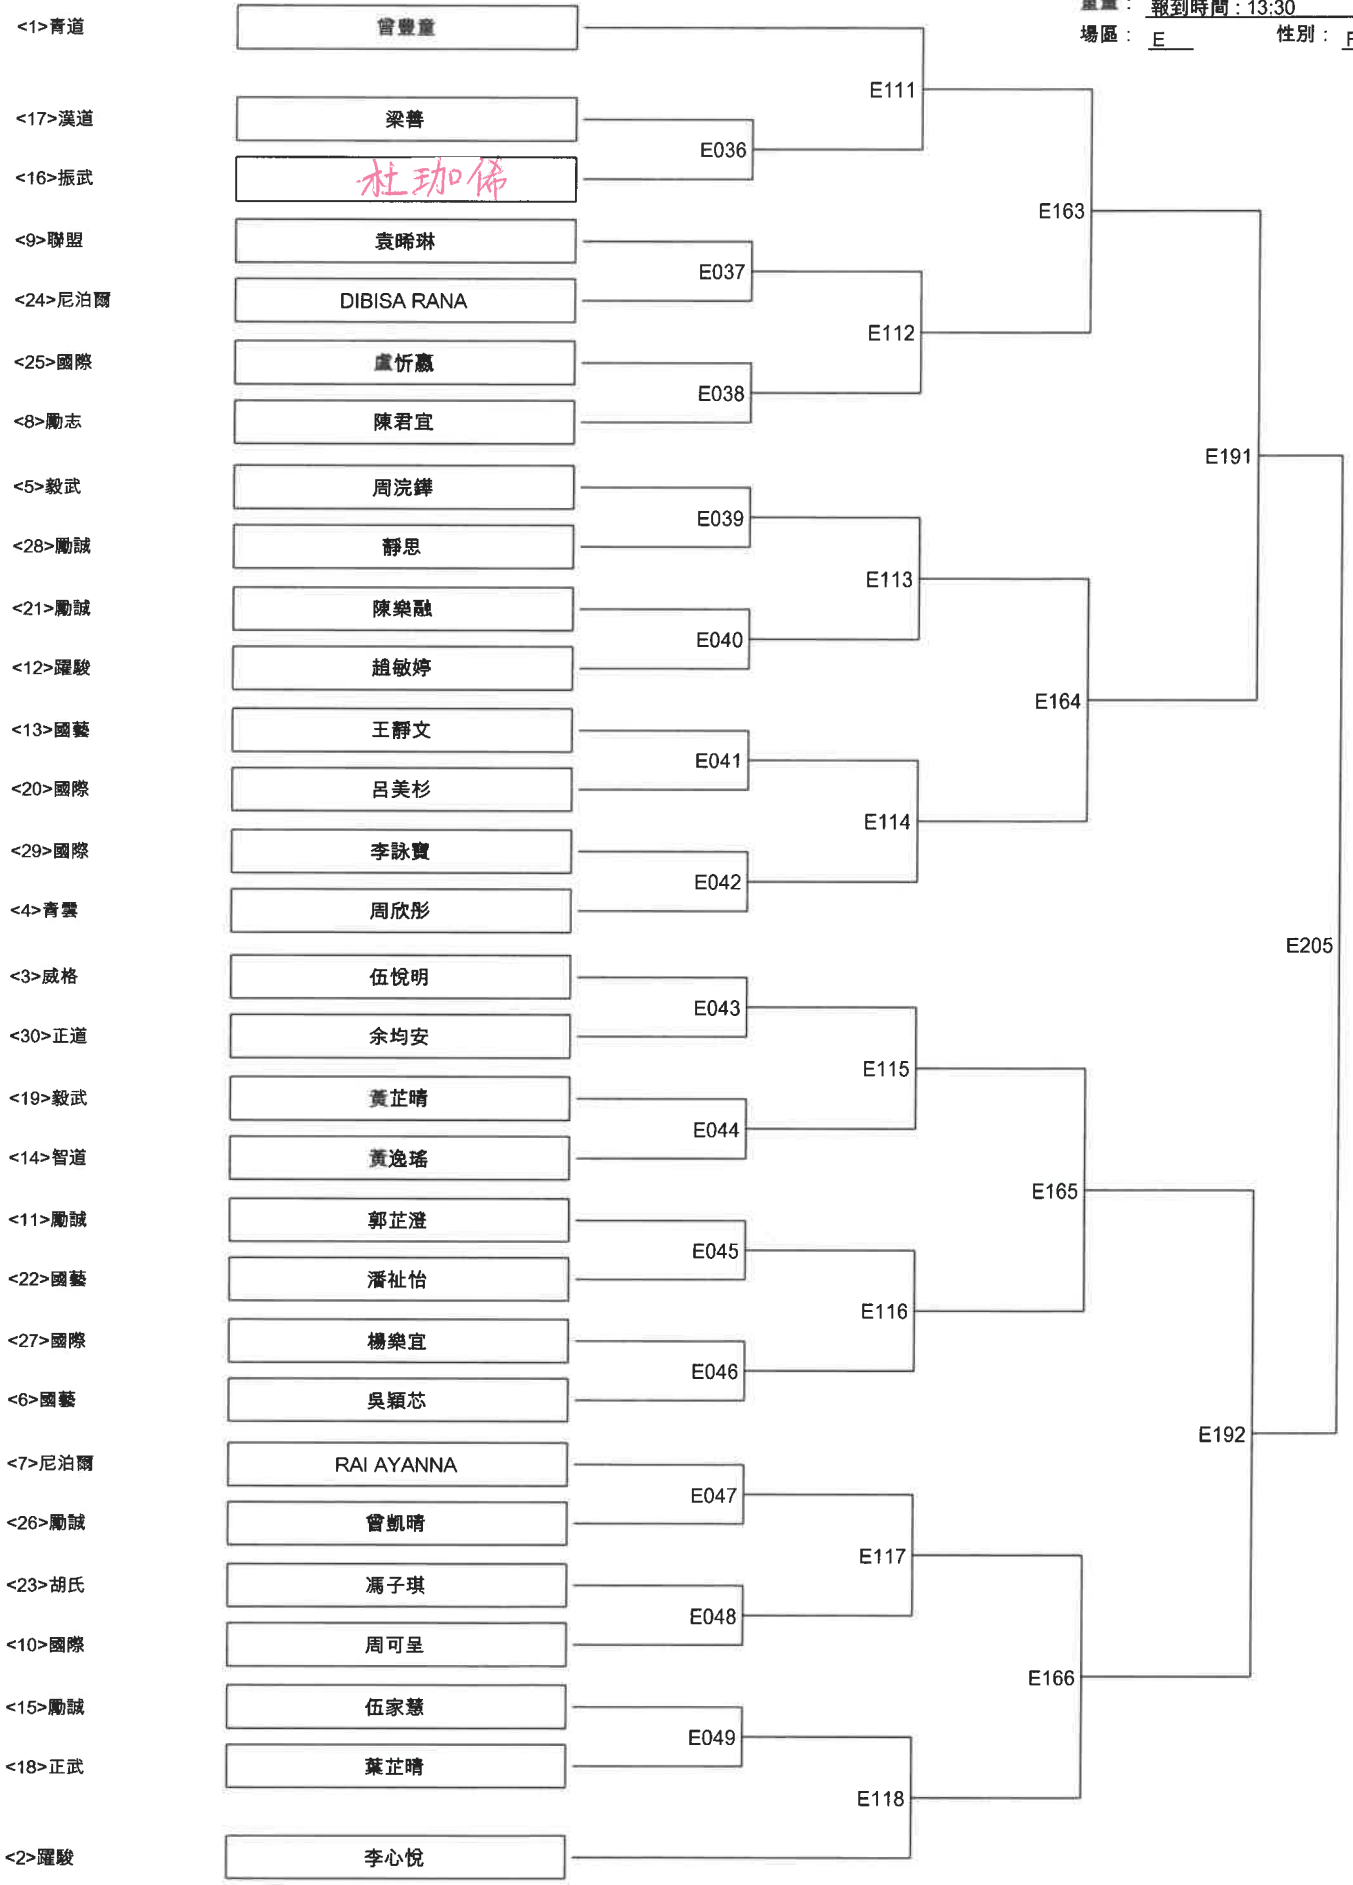 重量： 報到時間 : 13:30
場區： E 性別： F
<1>青道 曾豐童
E111
<17>漢道 梁善
E036
<16>振武 杜珈俙
E163
<9>聯盟 袁晞琳
E037
<24>尼泊爾 DIBISA RANA
E112
<25>國際 盧忻嬴
E038
<8>勵志 陳君宜
E191
<5>毅武 周浣鏵
E039
<28>勵誠 靜思
E113
<21>勵誠 陳樂融
E040
<12>躍駿 趙敏婷
E164
<13>國藝 王靜文
E041
<20>國際 呂美杉
E114
<29>國際 李詠寶
E042
<4>青雲 周欣彤
E205
<3>威格 伍悅明
E043
<30>正道 余均安
E115
<19>毅武 黃芷晴
E044
<14>智道 黃逸瑤
E165
<11>勵誠 郭芷澄
E045
<22>國藝 潘祉怡
E116
<27>國際 楊樂宜
E046
<6>國藝 吳穎芯
E192
<7>尼泊爾 RAI AYANNA
E047
<26>勵誠 曾凱晴
E117
<23>胡氏 馮子琪
E048
<10>國際 周可呈
E166
<15>勵誠 伍家慧
E049
<18>正武 葉芷晴
E118
<2>躍駿 李心悅